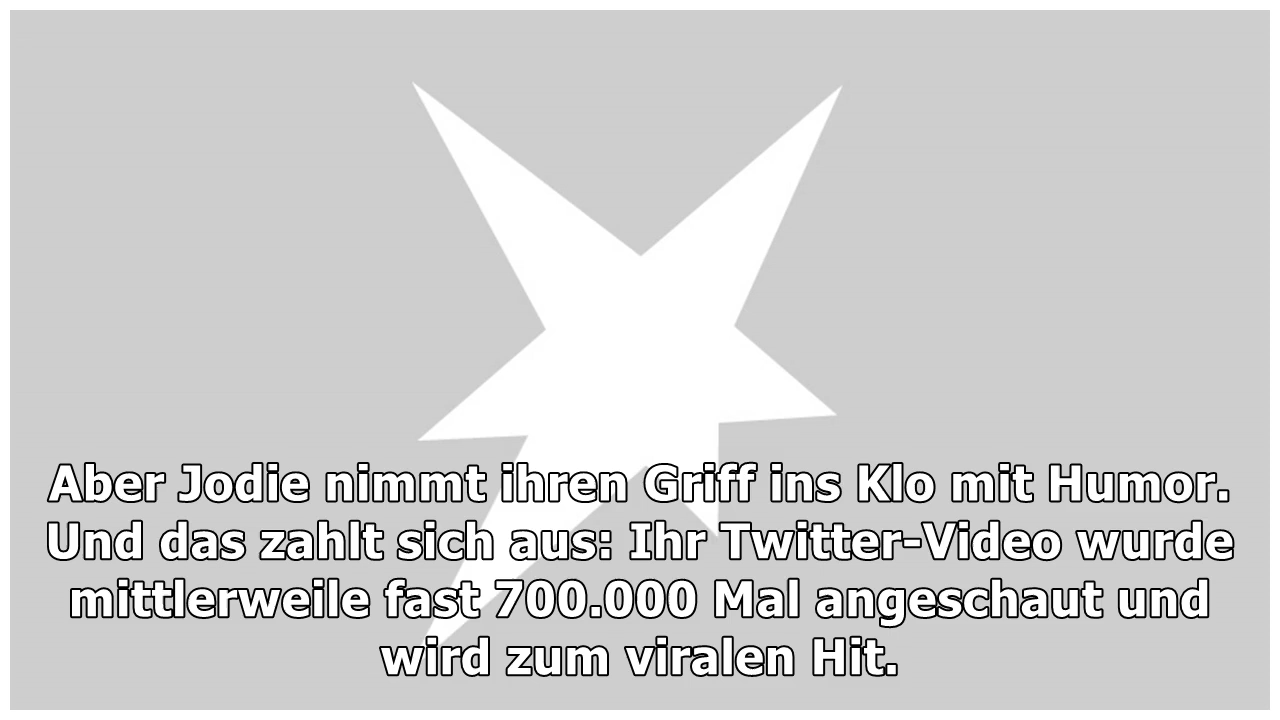 Aber Jodie nimmt ihren Griff ins Klo mit Humor.
Und das zahlt sich aus: Ihr Twitter-Video wurde
mittlerweile fast 700.000 Mal angeschaut und
wird zum viralen Hit.